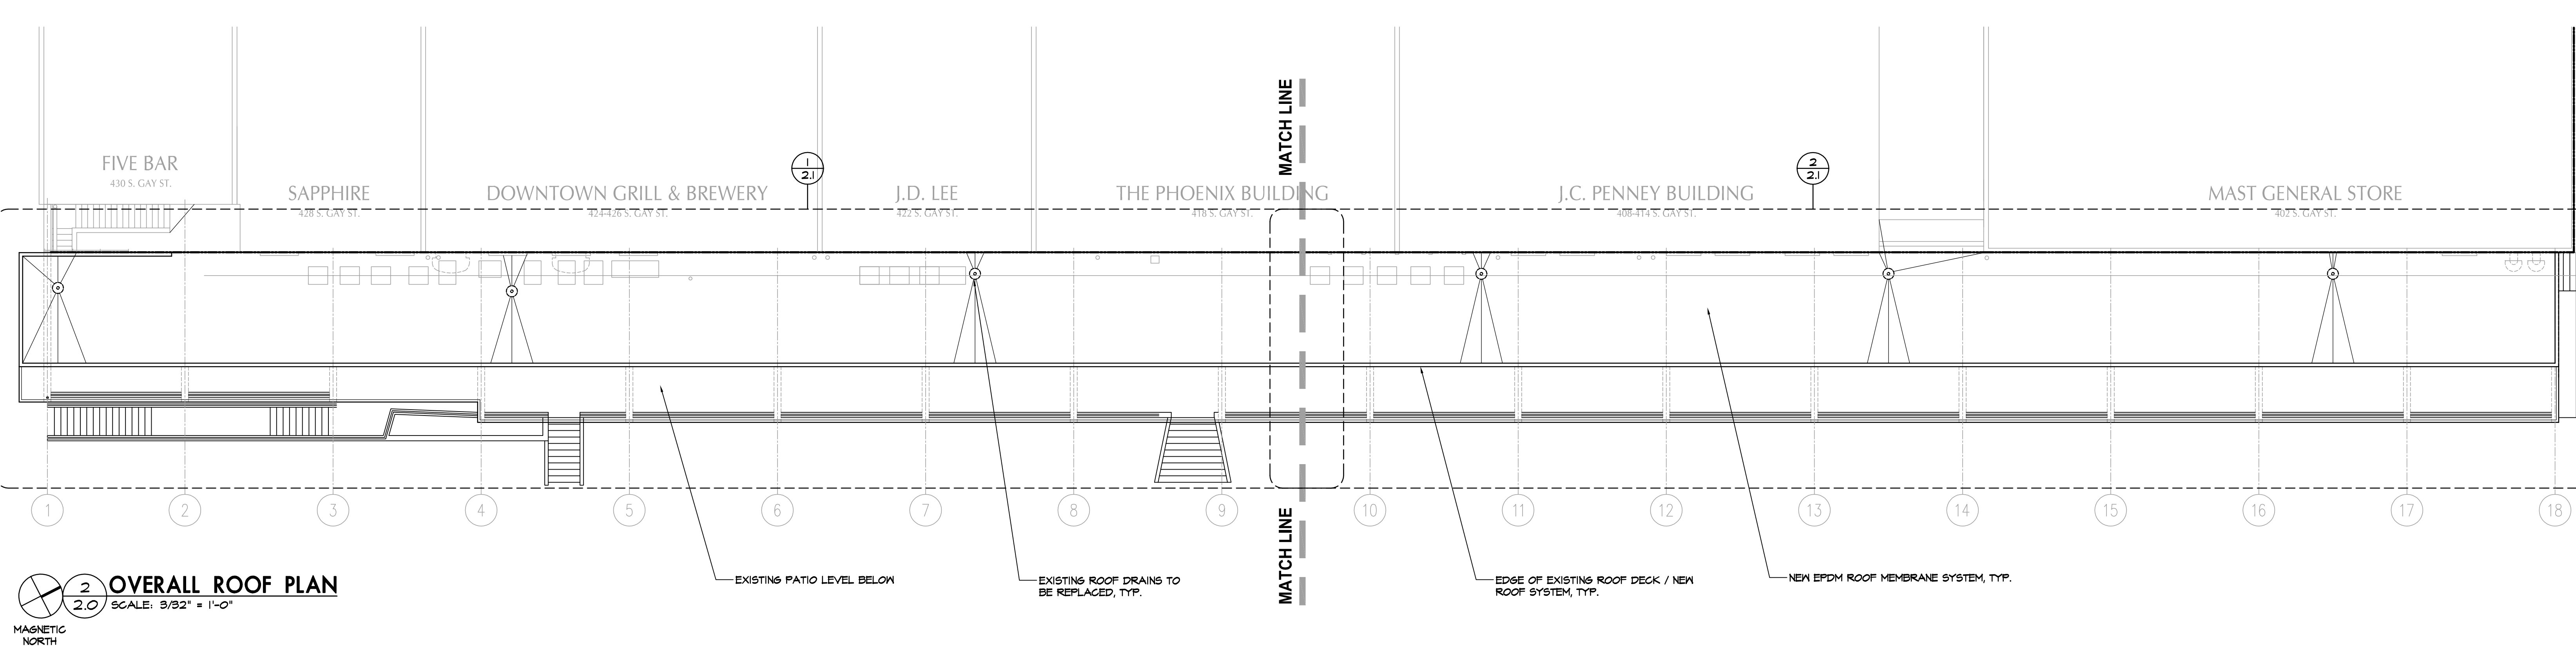 MATCH LINE
FIVE BAR
430 S. GAY ST.
SAPPHIRE
428 S. GAY ST.
DOWNTOWN GRILL & BREWERY
424-426 S. GAY ST.
1
2.1
J.D. LEE
422 S. GAY ST.
THE PHOENIX BUILDING
418 S. GAY ST.
J.C. PENNEY BUILDING
408-414 S. GAY ST.
2
2.1
MAST GENERAL STORE
402 S. GAY ST.
1 2 3 4 5 6 7 8 9 10 11 12 13 14 15 16 17 18
MATCH LINE
EXISTING PATIO LEVEL BELOW
EXISTING ROOF DRAINS TO
BE REPLACED, TYP.
EDGE OF EXISTING ROOF DECK / NEW
ROOF SYSTEM, TYP.
NEW EPDM ROOF MEMBRANE SYSTEM, TYP.
2
2.0
OVERALL ROOF PLAN
SCALE: 3/32" = 1'-0"
MAGNETIC
NORTH